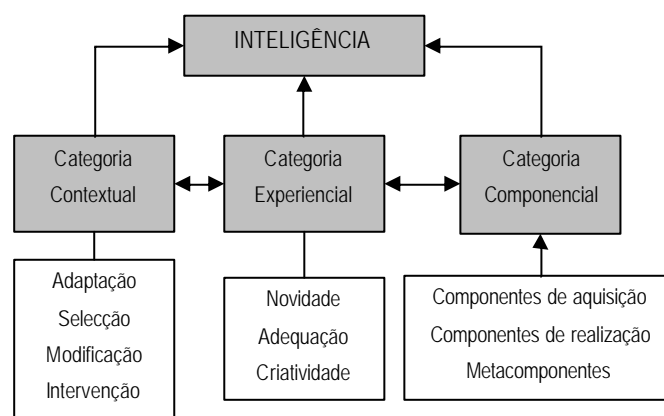 INTELIGÊNCIA
Categoria
Contextual
Categoria
Experiencial
Categoria
Componencial
Adaptação
Selecção
Modificação
Intervenção
Novidade
Adequação
Criatividade
Componentes de aquisição
Componentes de realização
Metacomponentes